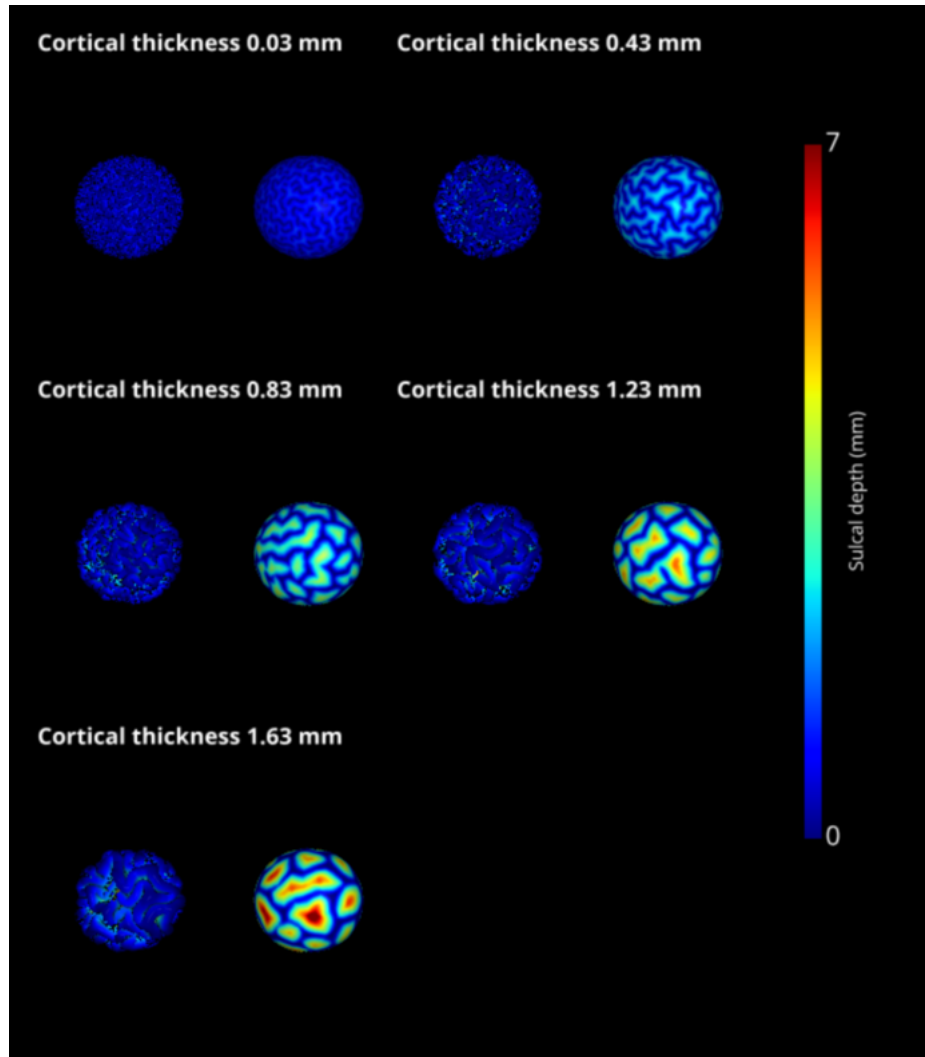 Cortical thickness 0.03 mm
Cortical thickness 0.43 mm
7
Cortical thickness 0.83 mm
Cortical thickness 1.23 mm
Sulcal depth (mm)
Cortical thickness 1.63 mm
0